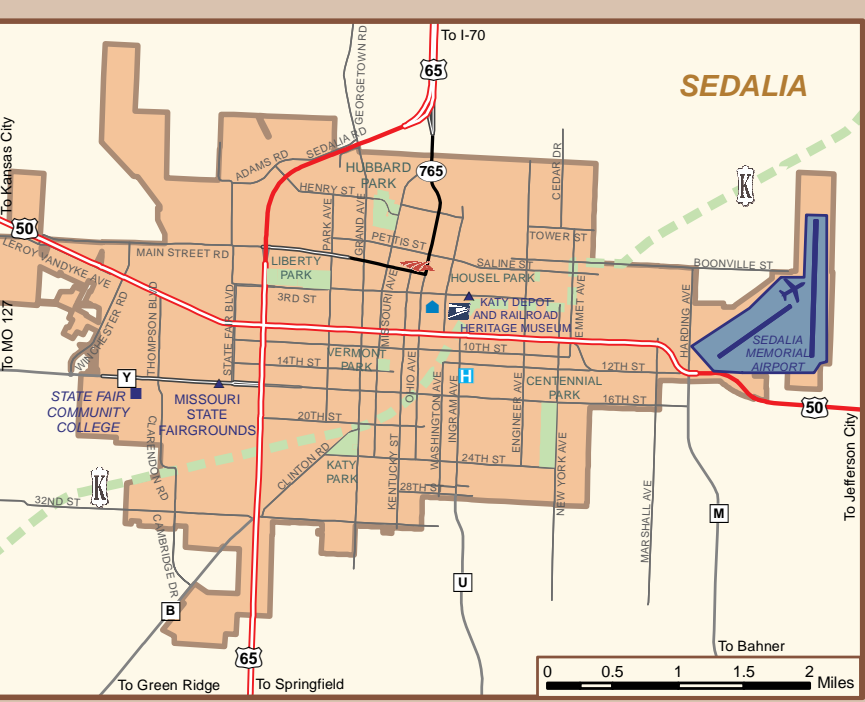 To I-70
65
SEDALIA
GEORGETOWN RD
To Kansas City
SEDALIA RD
ADAMS RD
HUBBARD
PARK
765
CEDAR DR
K
HENRY ST
PARK AVE
GRAND AVE
50
LEROY VANDYKE AVE
MAIN STREET RD
PETTIS ST
TOWER ST
LIBERTY
PARK
SALINE ST
BOONVILLE ST
HOUSEL PARK
3RD ST
MISSOURI AVE
EMMET AVE
HARDING AVE
KATY DEPOT
AND RAILROAD
HERITAGE MUSEUM
To MO 127
WINCHESTER RD
THOMPSON BLVD
STATE FAIR BLVD
SEDALIA
MEMORIAL
AIRPORT
10TH ST
VERMONT
PARK
14TH ST
OHIO AVE
12TH ST
Y
H
CENTENNIAL
PARK
STATE FAIR
COMMUNITY
COLLEGE
MISSOURI
STATE
FAIRGROUNDS
16TH ST
50
20TH ST
WASHINGTON AVE
INGRAM AVE
ENGINEER AVE
CLARENDON RD
CLINTON RD
KATY
PARK
KENTUCKY ST
24TH ST
NEW YORK AVE
To Jefferson City
K
28TH ST
32ND ST
MARSHALL AVE
M
CAMBRIDGE DR
U
B
65
To Bahner
To Green Ridge
To Springfield
0 0.5 1 1.5 2
Miles